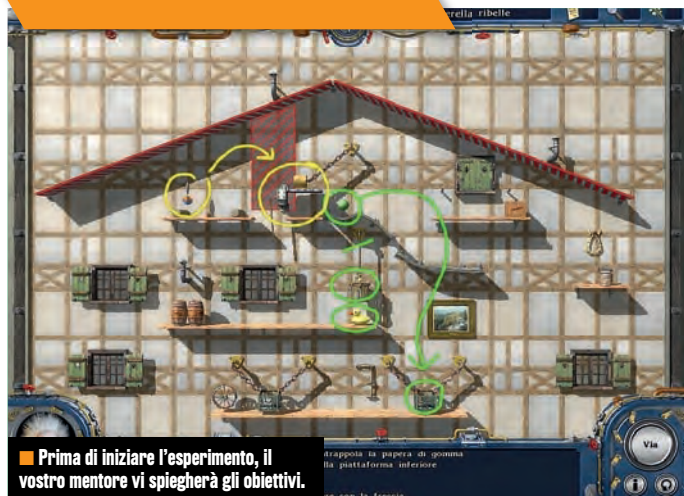 erella ribelle
Prima di iniziare l'esperimento, il
vostro mentore vi spiegherà gli obiettivi.
trappola la papera di gomma
lla piattaforma inferiore
Via